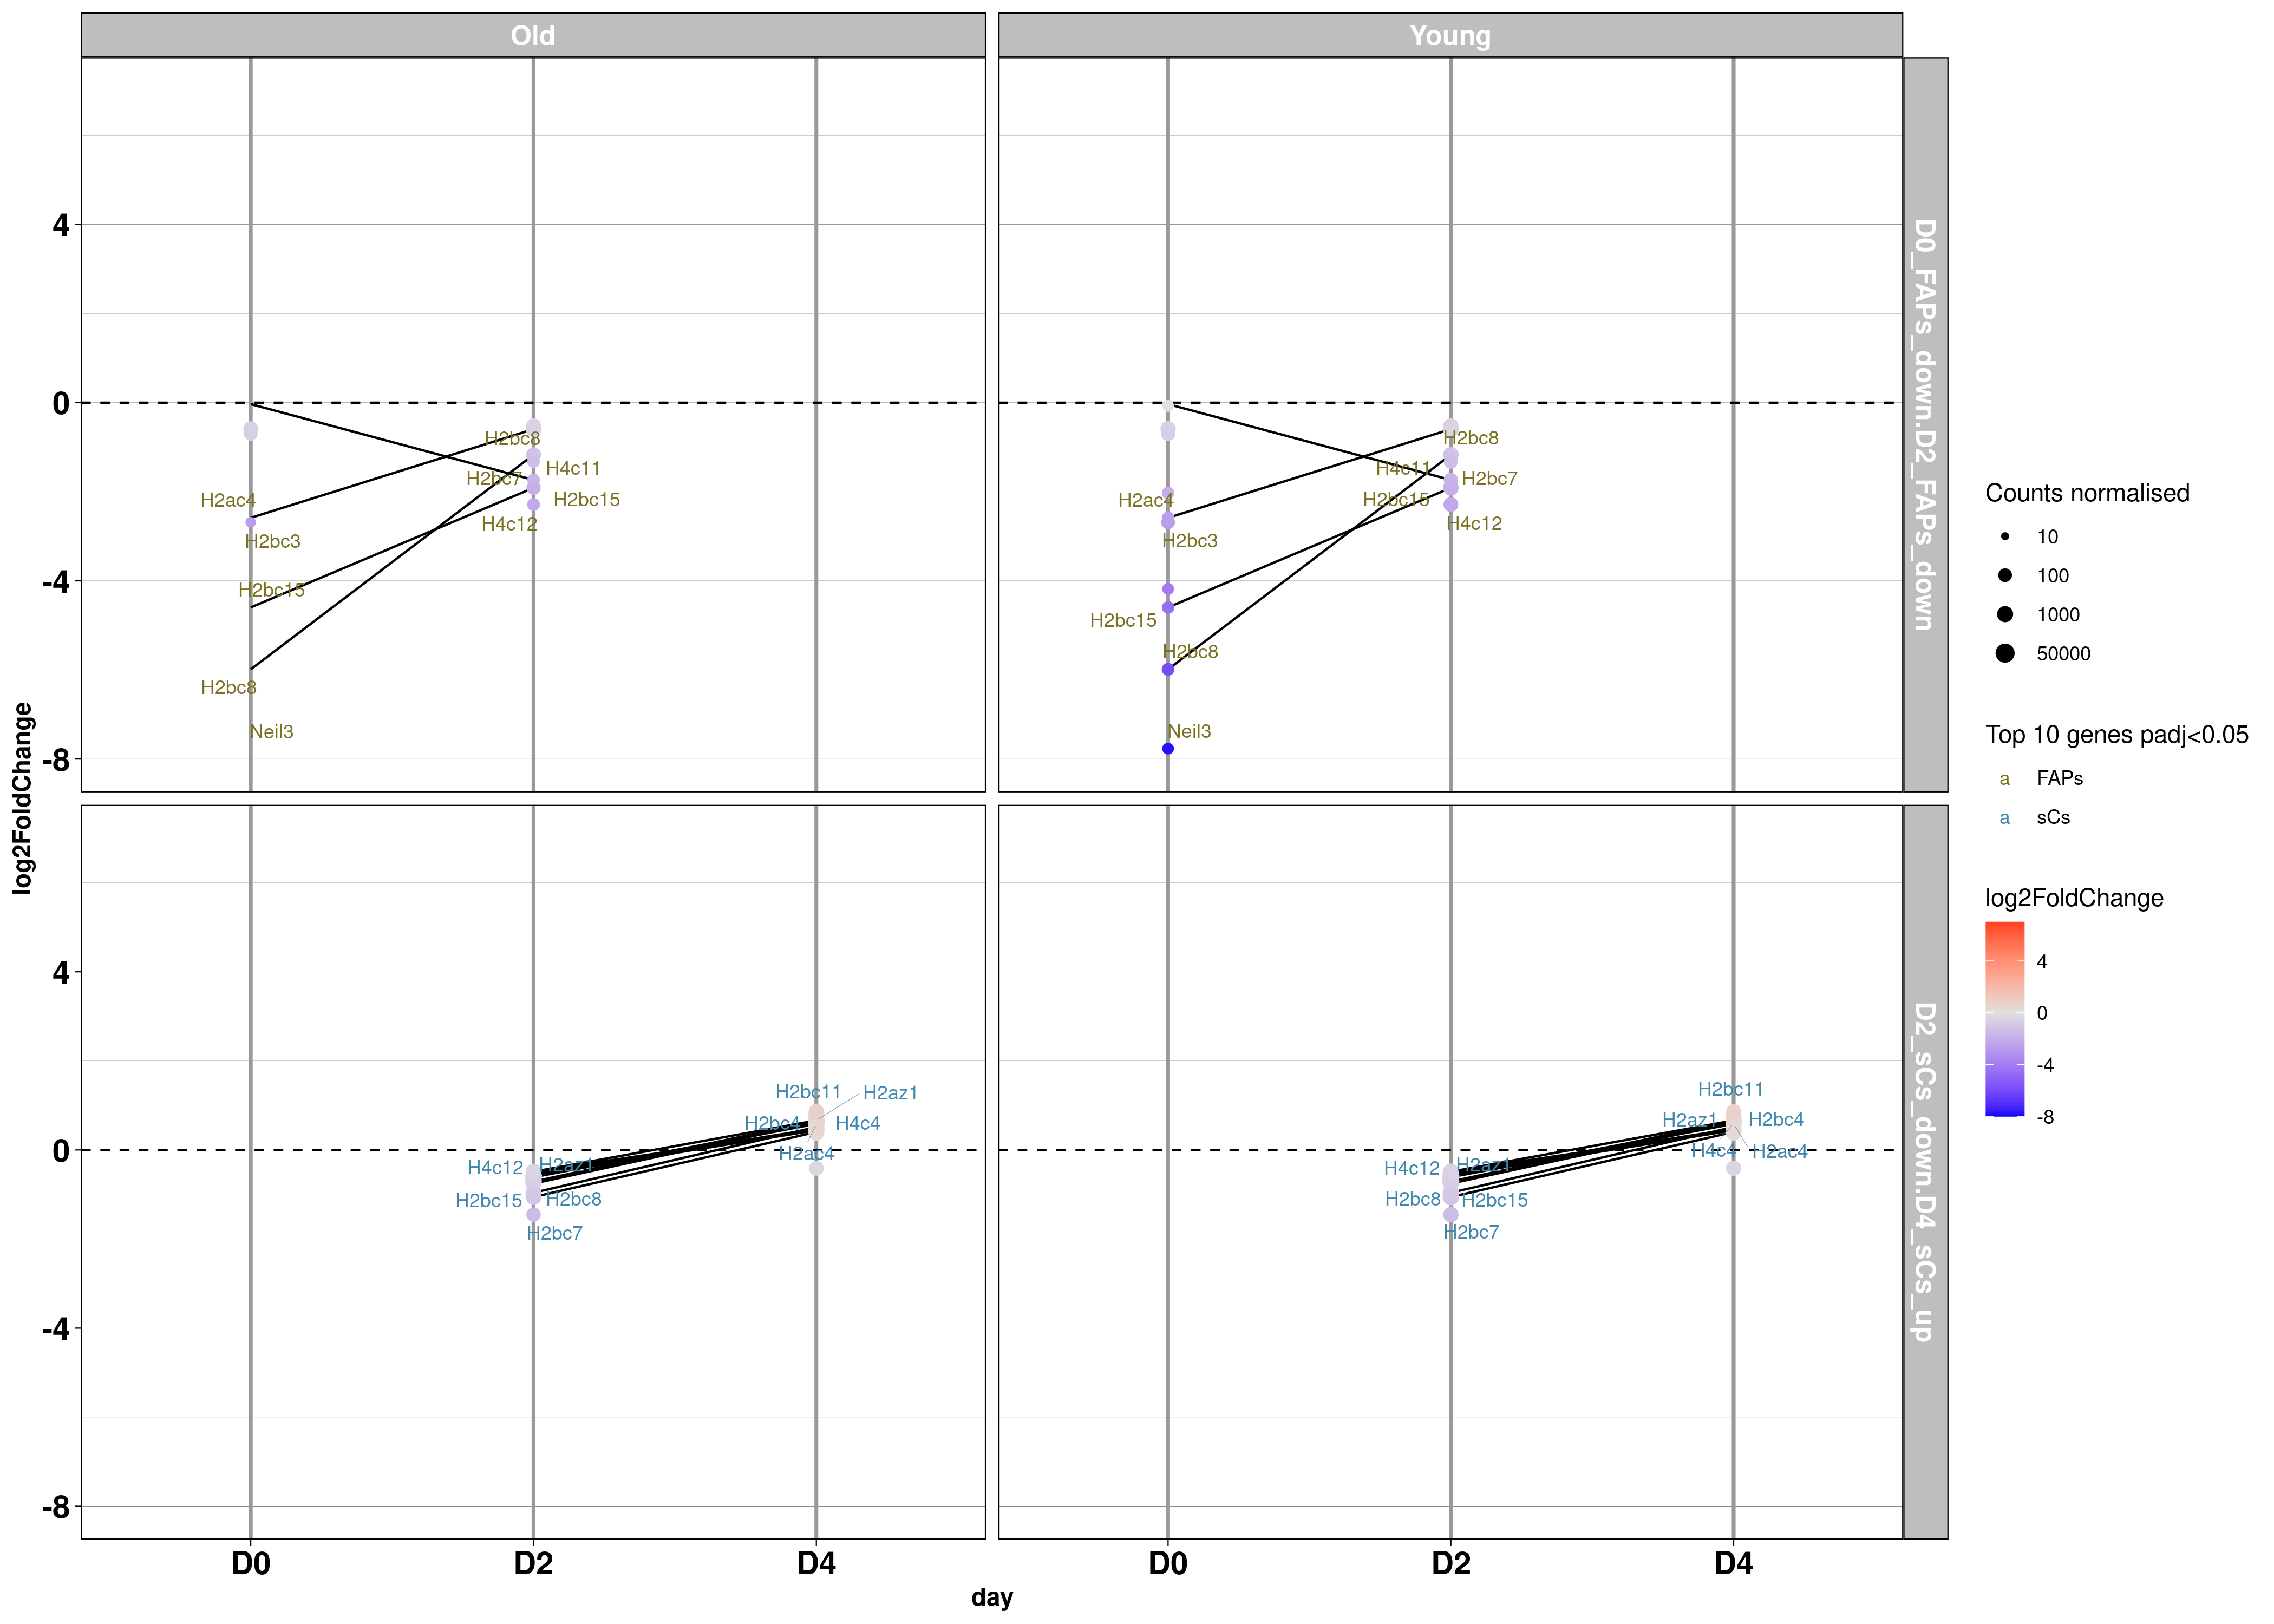 Old
Young
4
0
-4
-8
H2bc8
H4c11
H2bc7
H2ac4
H2bc15
H4c12
H2bc3
H2bc15
H2bc8
Neil3
H2bc8
H4c11
H2bc7
H2ac4
H2bc15
H4c12
H2bc3
H2bc15
H2bc8
Neil3
D0_FAPs_down.D2_FAPs_down
log2FoldChange
4
0
-4
-8
H2bc11
H2az1
H2bc4
H4c4
H2ac4
H4c12
H2az1
H2bc15
H2bc8
H2bc7
H2bc11
H2az1
H2bc4
H4c4
H2ac4
H4c12
H2az1
H2bc8
H2bc15
H2bc7
D2_sCs_down.D4_sCs_up
D0
D2
D4
D0
D2
D4
day
Counts normalised
10
100
1000
50000
Top 10 genes padj<0.05
a FAPs
a sCs
log2FoldChange
4
0
-4
-8